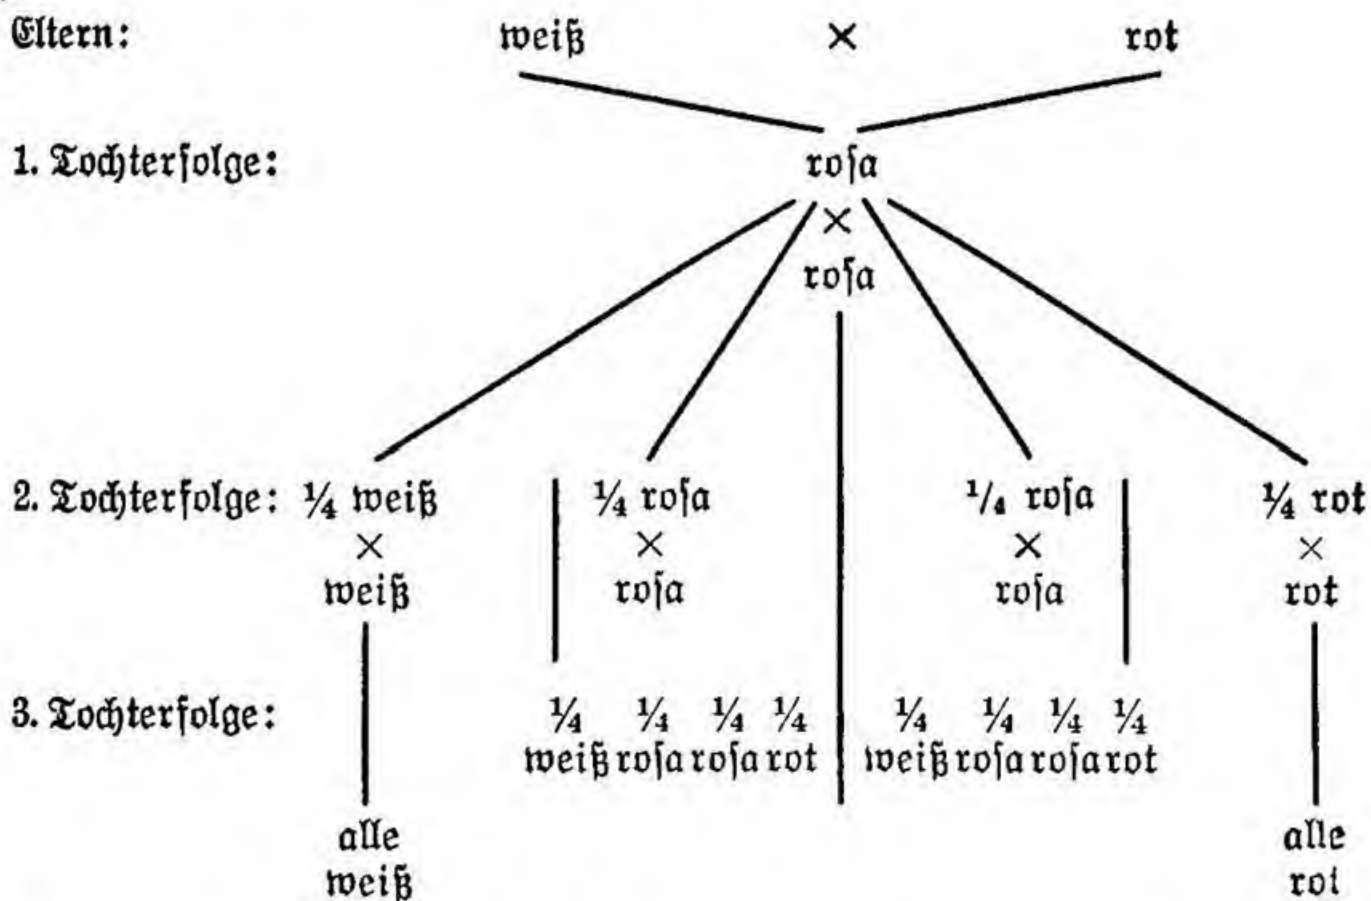 Eltern: weiß × rot
1. Tochterfolge: rosa
×
rosa
2. Tochterfolge: ¼ weiß ¼ rosa ¼ rosa ¼ rot
× × × ×
weiß rosa rosa rot
3. Tochterfolge: ¼ ¼ ¼ ¼ ¼ ¼ ¼ ¼
weiß rosa rosa rot weiß rosa rosa rot
alle alle
weiß rot